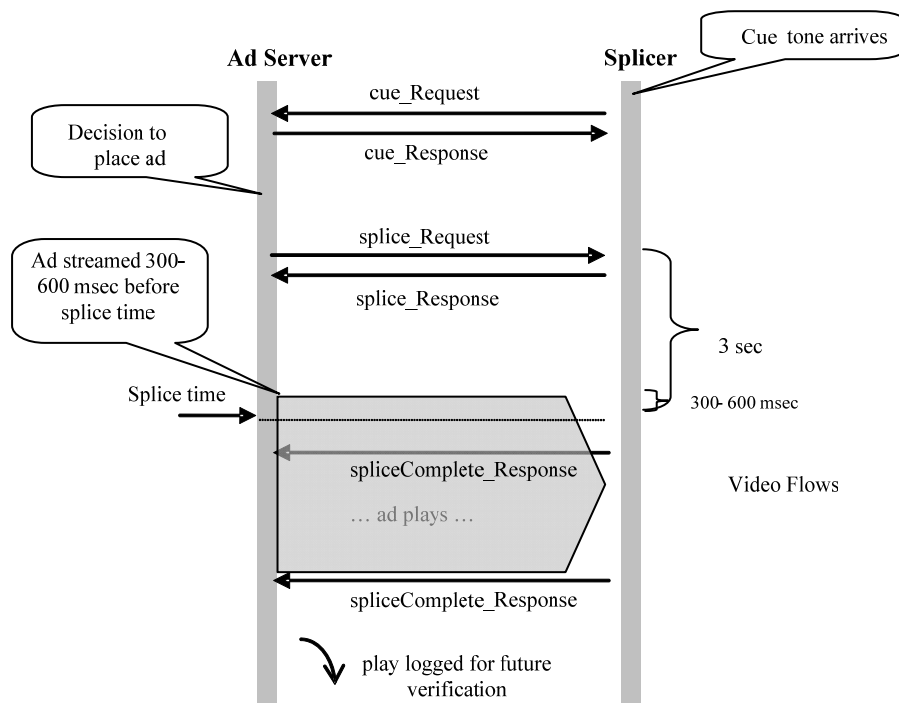 Cue tone arrives
Ad Server
Splicer
cue_Request
Decision to
place ad
cue_Response
splice_Request
Ad streamed 300-
600 msec before
splice time
splice_Response
3 sec
Splice time
300- 600 msec
spliceComplete_Response
Video Flows
… ad plays …
spliceComplete_Response
play logged for future
verification